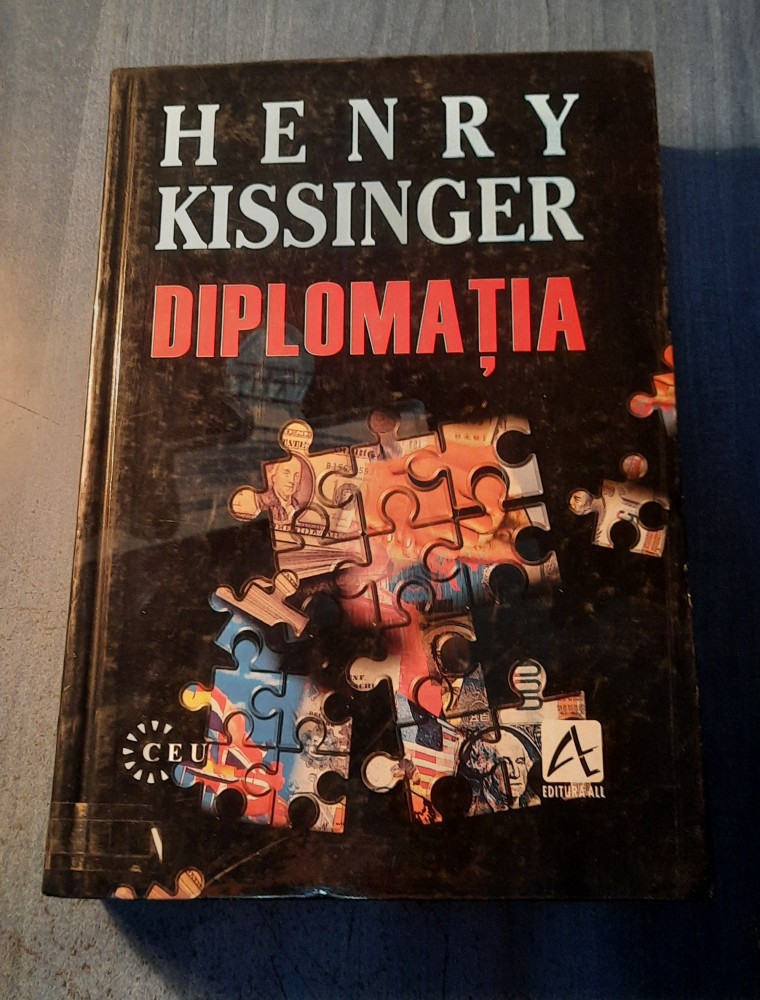 HENRY
KISSINGER
DIPLOMAȚIA
CEU
EDITURA ALL